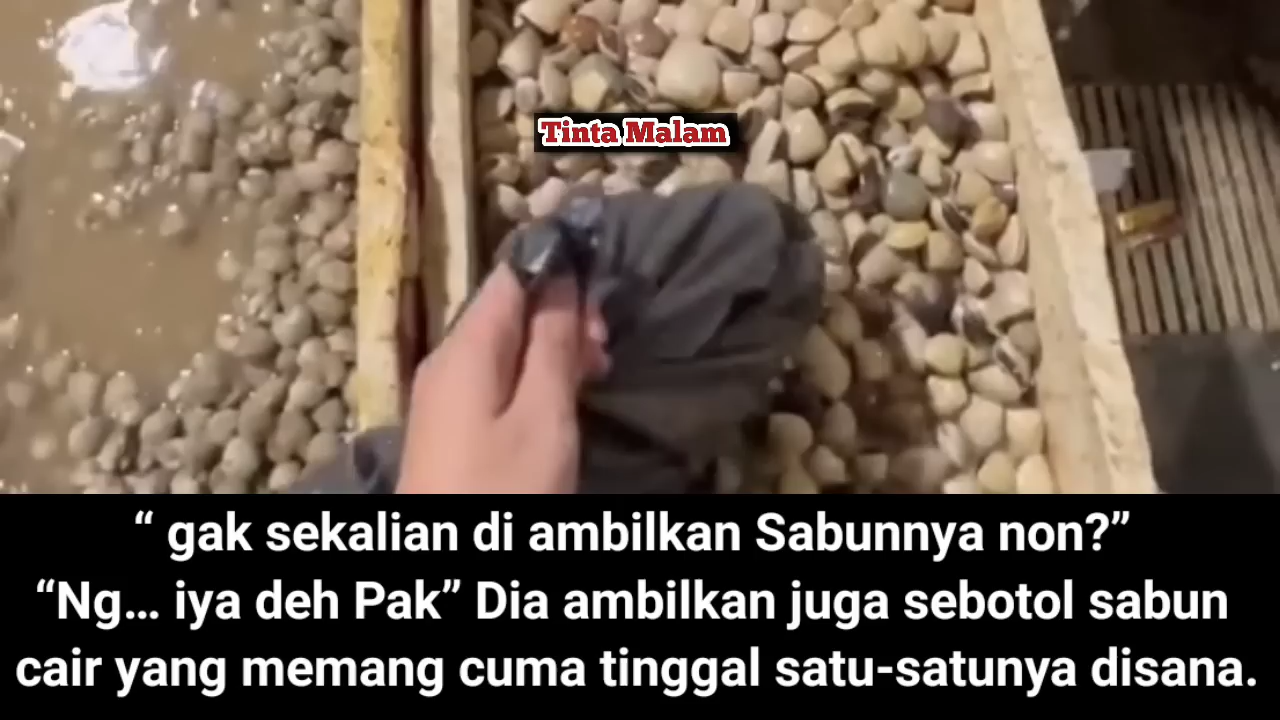 Tinta Malam
“ gak sekalian di ambilkan Sabunnya non?”
“Ng… iya deh Pak” Dia ambilkan juga sebotol sabun
cair yang memang cuma tinggal satu-satunya disana.